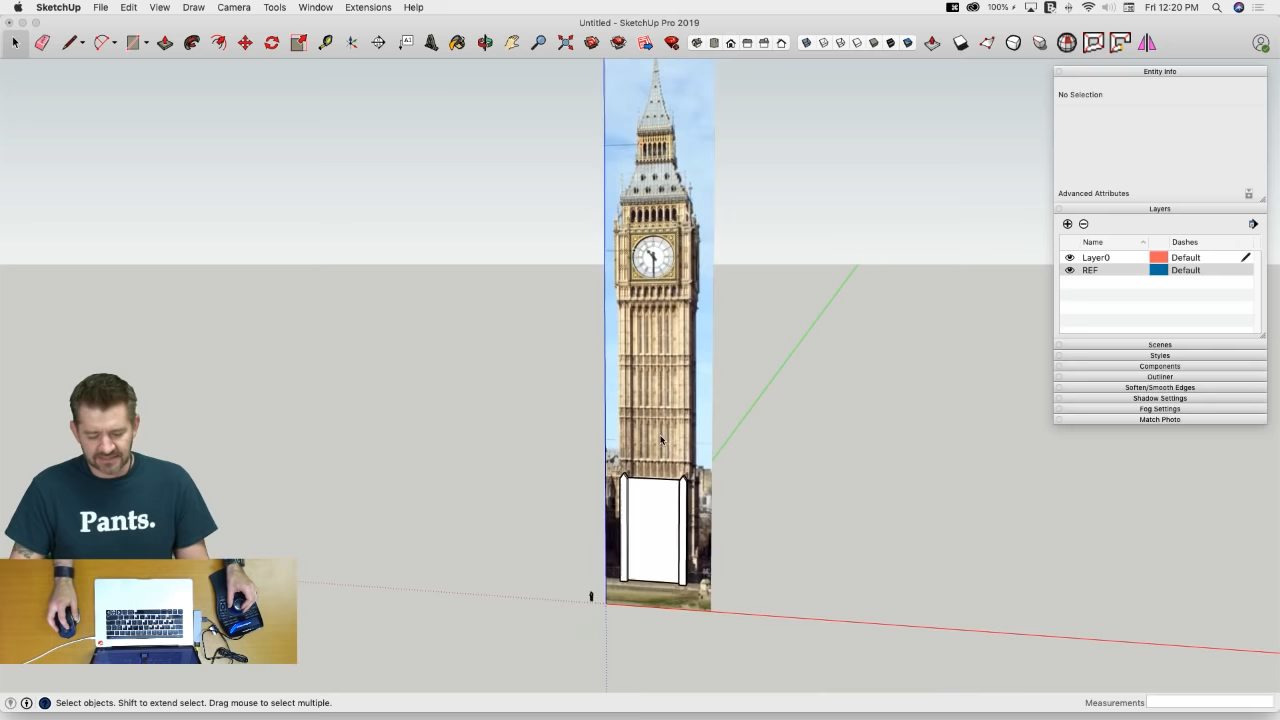 SketchUp File Edit View Draw Camera Tools Window Extensions Help 100% Fri 12:20 PM
Untitled - SketchUp Pro 2019
Entity Info
No Selection
Advanced Attributes
Layers
Name Dashes
Layer0 Default
REF Default
Scenes
Styles
Components
Outliner
Soften/Smooth Edges
Shadow Settings
Fog Settings
Match Photo
Pants.
Select objects. Shift to extend select. Drag mouse to select multiple.
Measurements